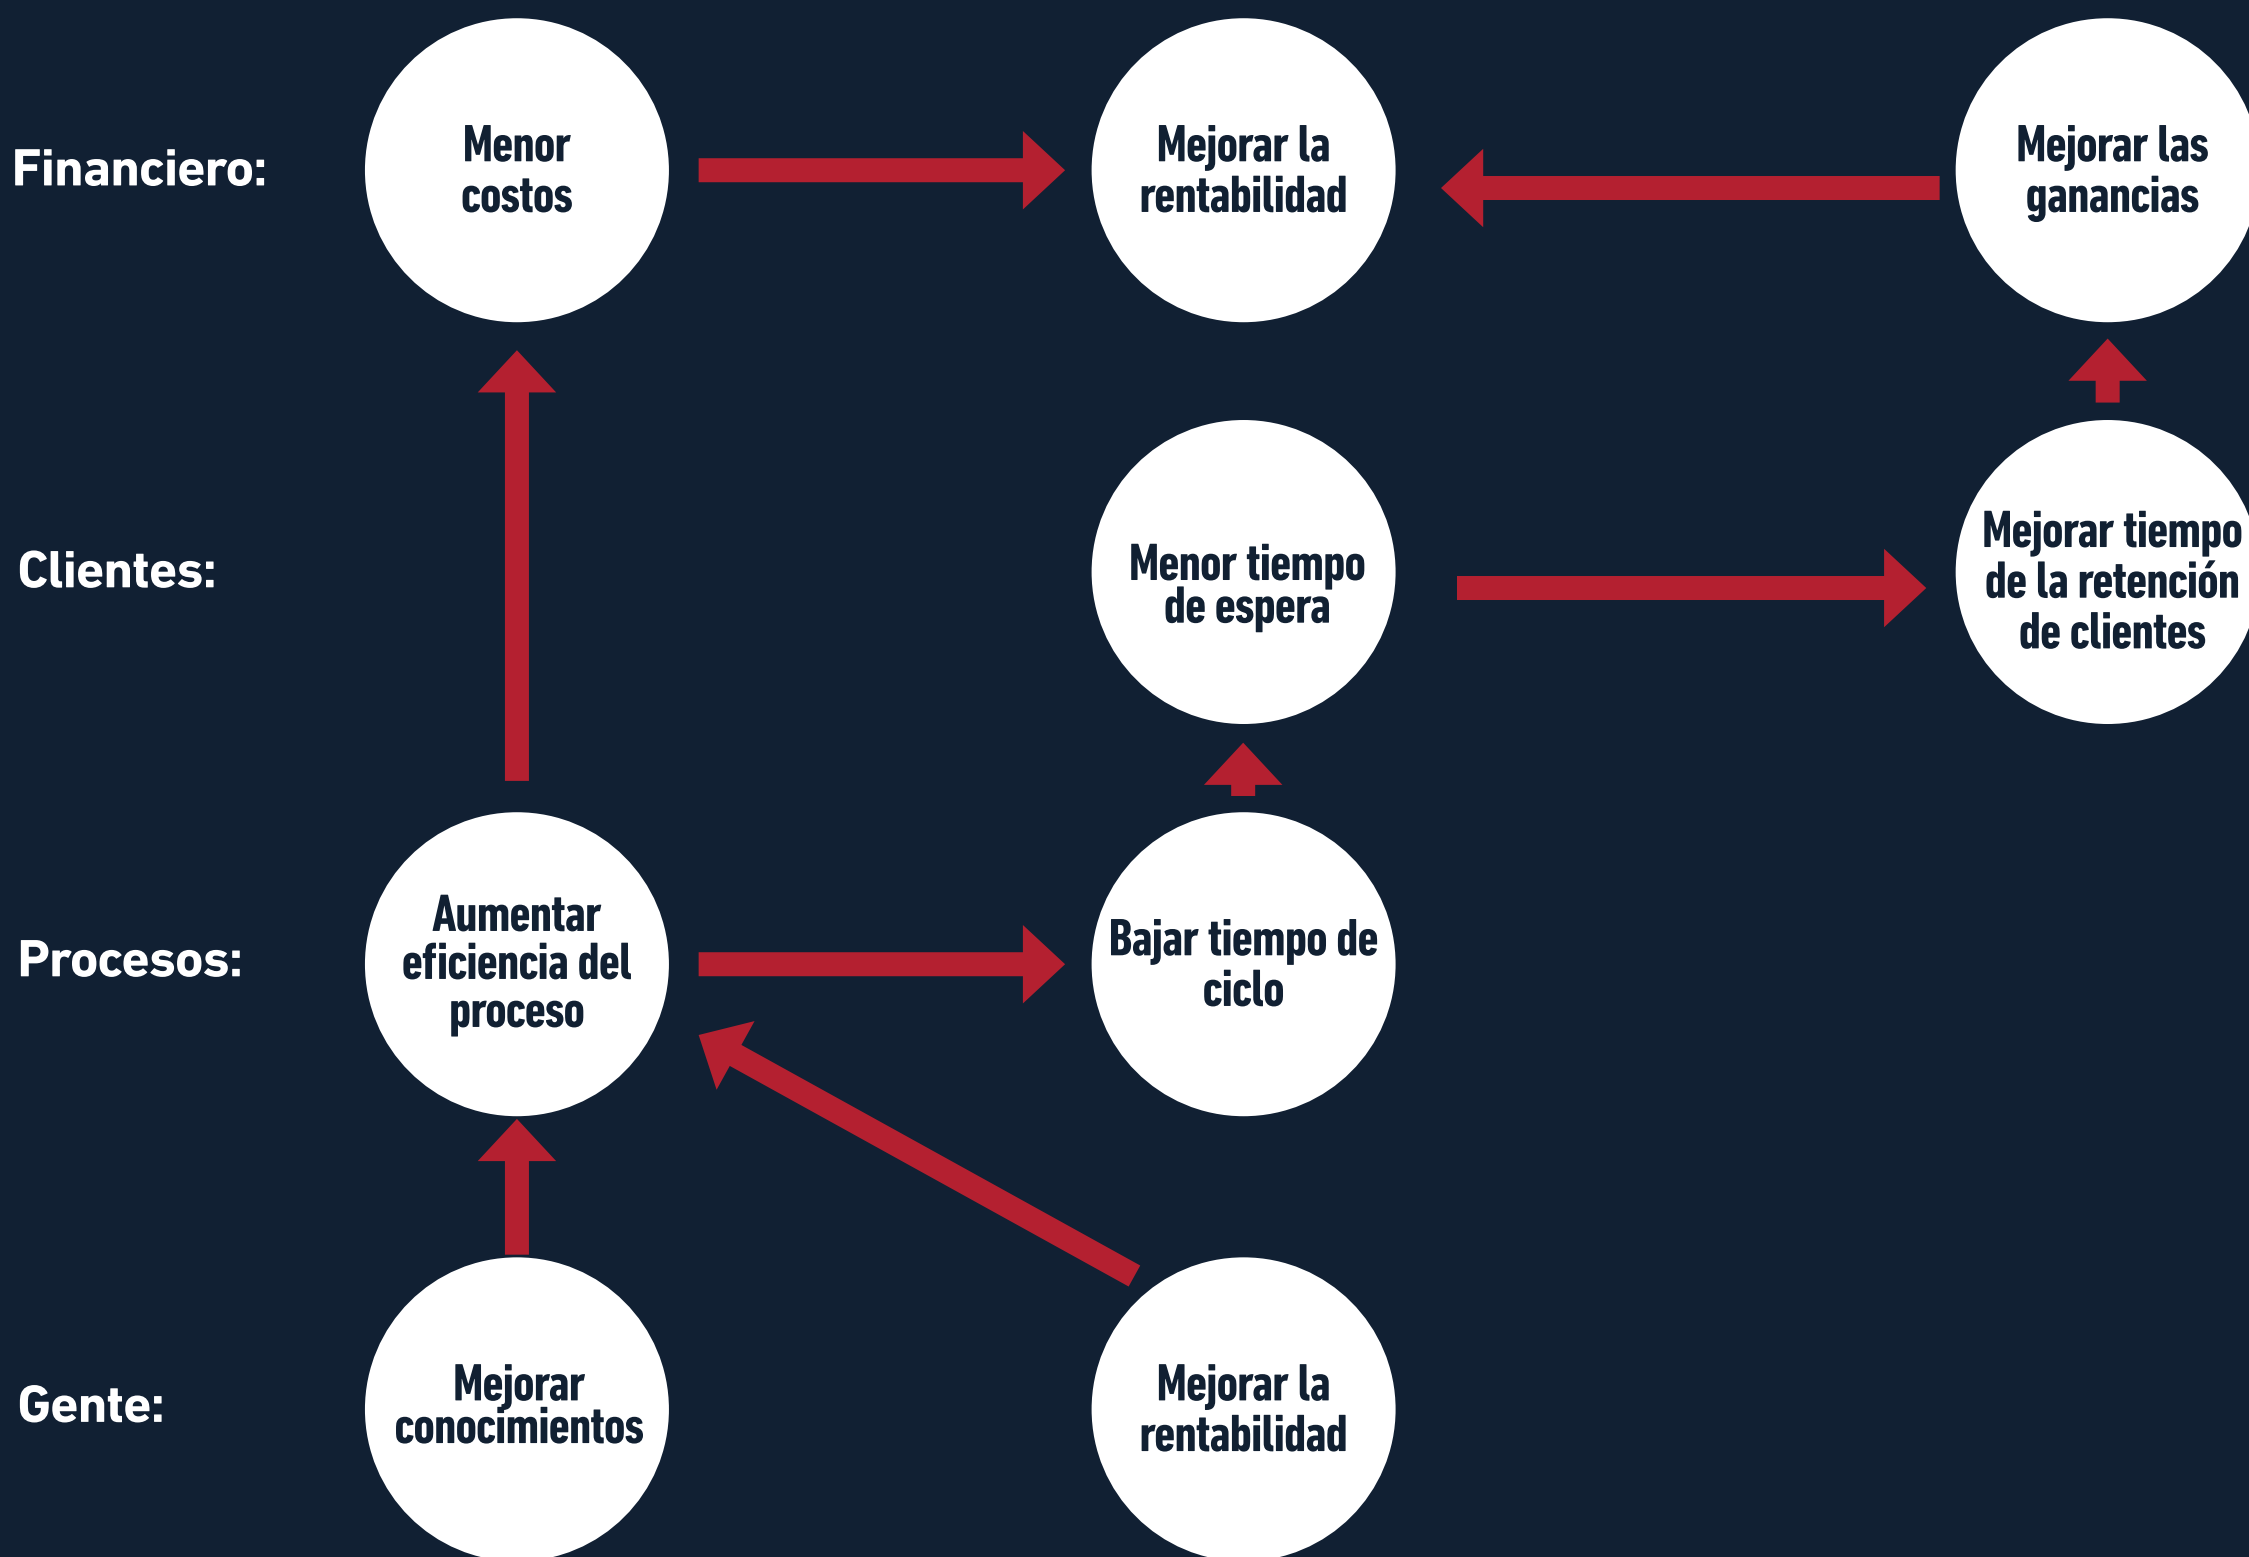 Financiero:
Menor
costos
Mejorar la
rentabilidad
Mejorar las
ganancias
Clientes:
Menor tiempo
de espera
Mejorar tiempo
de la retención
de clientes
Procesos:
Aumentar
eficiencia del
proceso
Bajar tiempo de
ciclo
Gente:
Mejorar
conocimientos
Mejorar la
rentabilidad